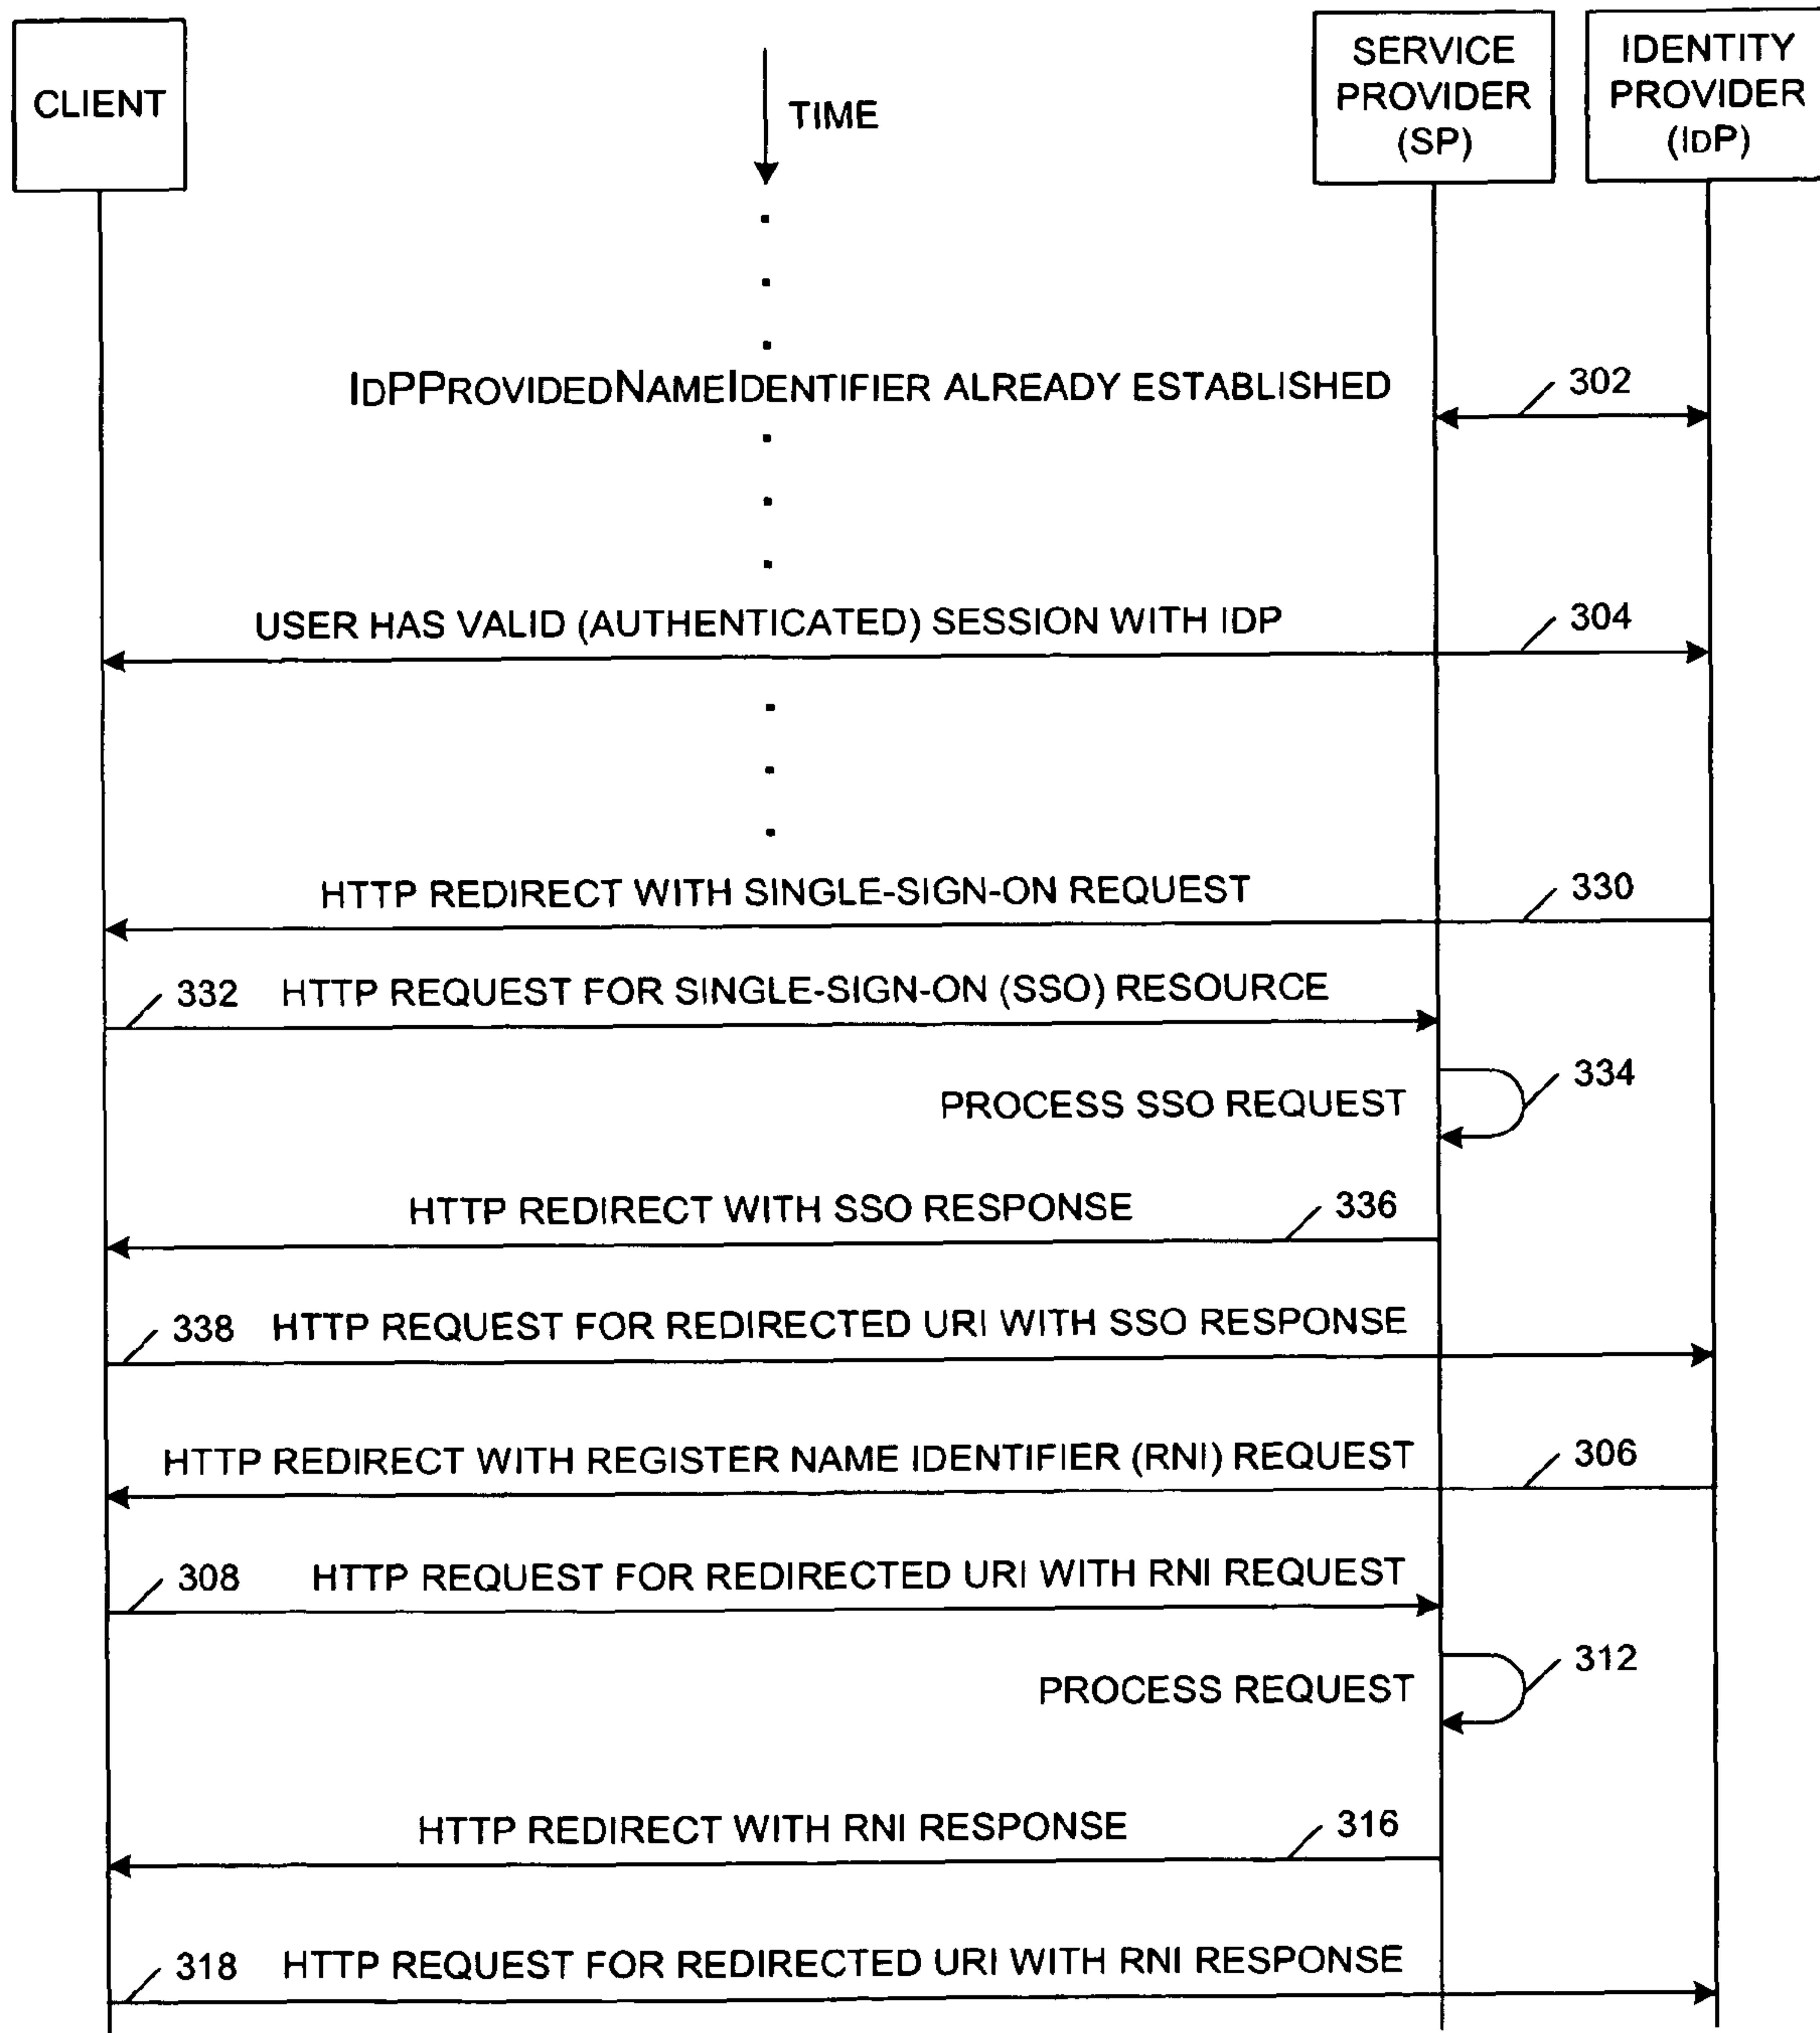 CLIENT
TIME
SERVICE
PROVIDER
(SP)
IDENTITY
PROVIDER
(IDP)
IDPPROVIDEDNAMEIDENTIFIER ALREADY ESTABLISHED
302
USER HAS VALID (AUTHENTICATED) SESSION WITH IDP
304
HTTP REDIRECT WITH SINGLE-SIGN-ON REQUEST
330
332 HTTP REQUEST FOR SINGLE-SIGN-ON (SSO) RESOURCE
PROCESS SSO REQUEST
334
HTTP REDIRECT WITH SSO RESPONSE
336
338 HTTP REQUEST FOR REDIRECTED URI WITH SSO RESPONSE
HTTP REDIRECT WITH REGISTER NAME IDENTIFIER (RNI) REQUEST
306
308 HTTP REQUEST FOR REDIRECTED URI WITH RNI REQUEST
PROCESS REQUEST
312
HTTP REDIRECT WITH RNI RESPONSE
316
318 HTTP REQUEST FOR REDIRECTED URI WITH RNI RESPONSE